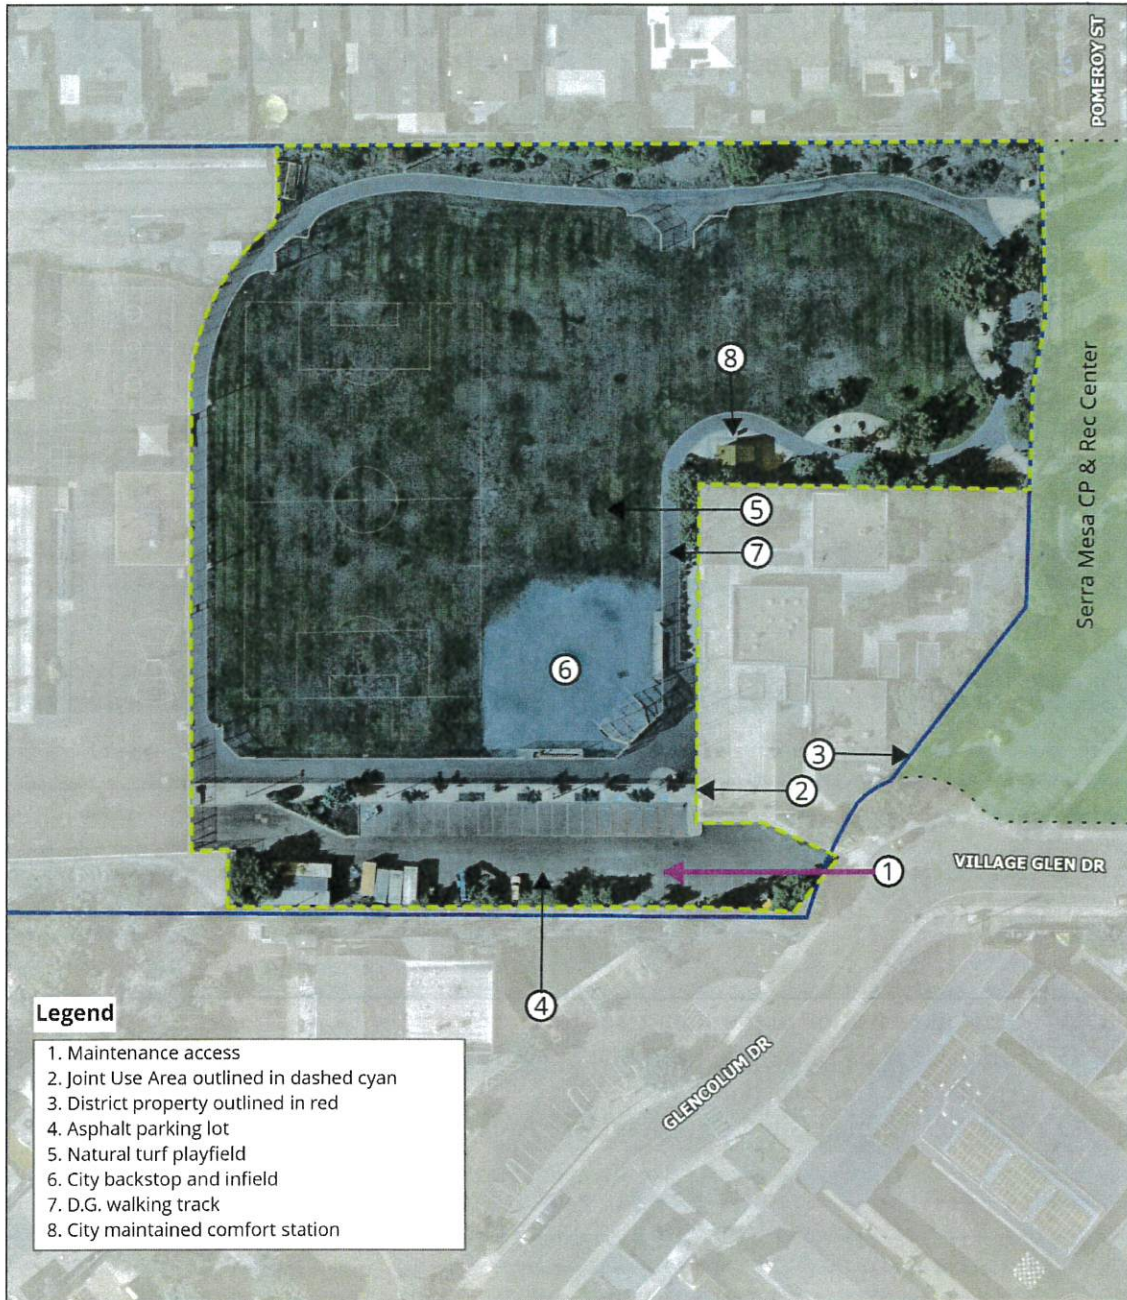 POMEROY ST
8
Serra Mesa CP & Rec Center
5
7
6
3
2
1
VILLAGE GLEN DR
4
GLENCOLUM DR
Legend
1. Maintenance access
2. Joint Use Area outlined in dashed cyan
3. District property outlined in red
4. Asphalt parking lot
5. Natural turf playfield
6. City backstop and infield
7. D.G. walking track
8. City maintained comfort station